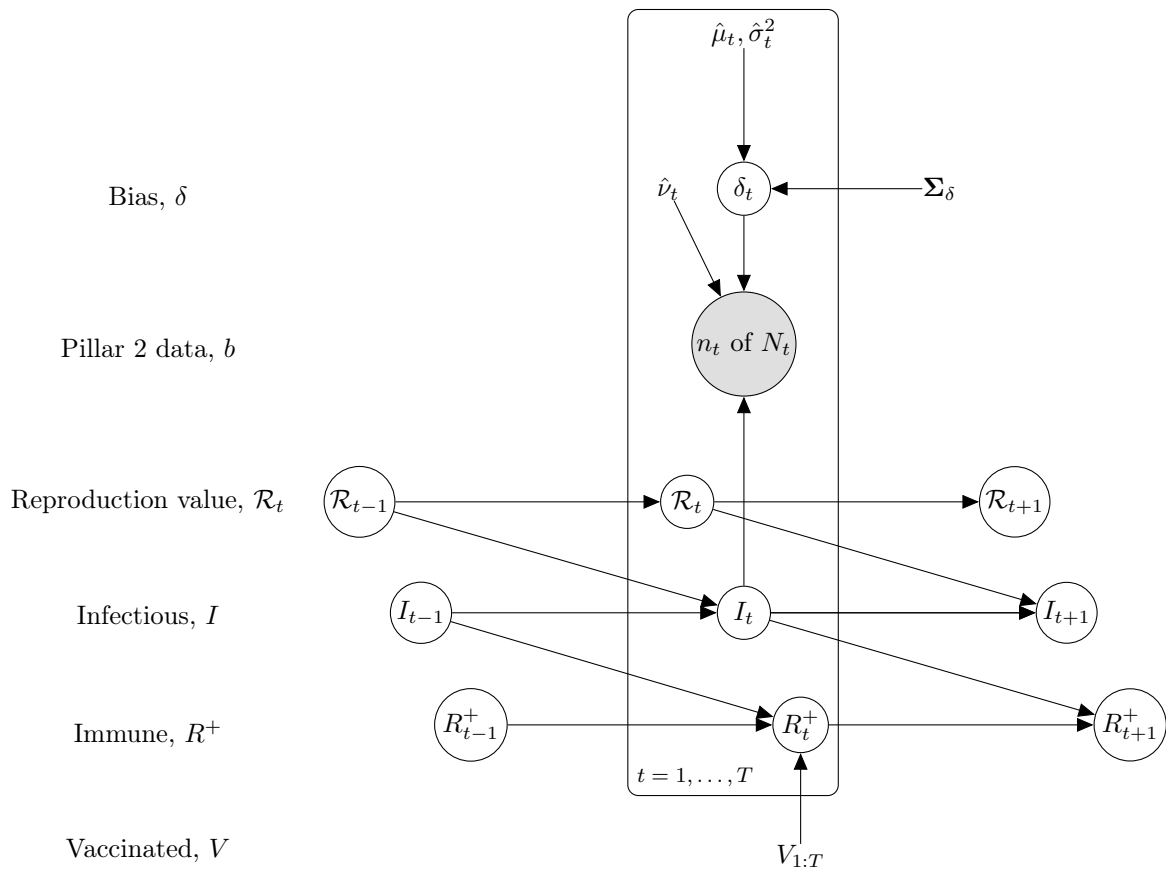 μ̂_t, σ̂²_t
Bias, δ ν̂_t δ_t Σ_δ
Pillar 2 data, b n_t of N_t
Reproduction value, ℛ_t ℛ_{t−1} ℛ_t ℛ_{t+1}
Infectious, I I_{t−1} I_t I_{t+1}
Immune, R⁺ R⁺_{t−1} R⁺_t R⁺_{t+1}
t = 1, . . . , T
Vaccinated, V V_{1:T}